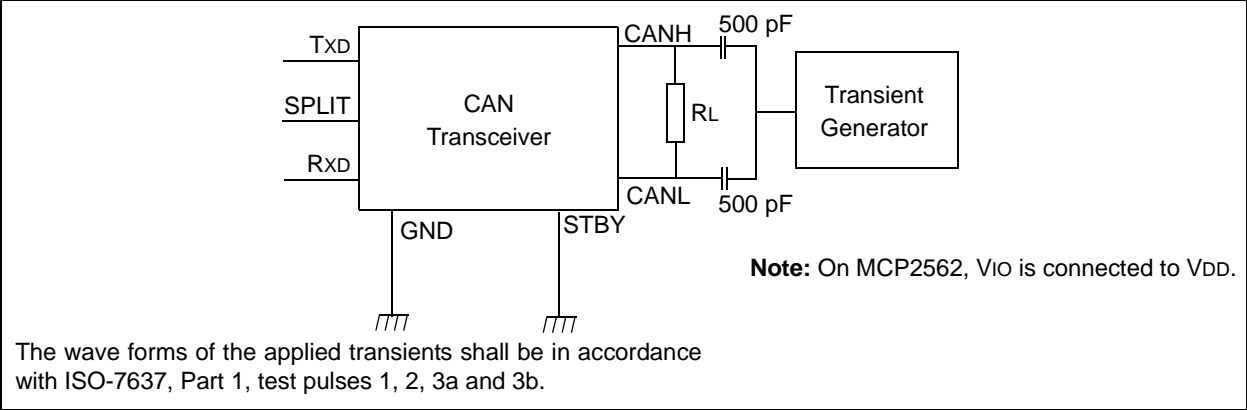 CANH
500 pF
TXD
SPLIT
RXD
CAN
Transceiver
RL
Transient
Generator
CANL
500 pF
GND
STBY
Note: On MCP2562, VIO is connected to VDD.
The wave forms of the applied transients shall be in accordance
with ISO-7637, Part 1, test pulses 1, 2, 3a and 3b.